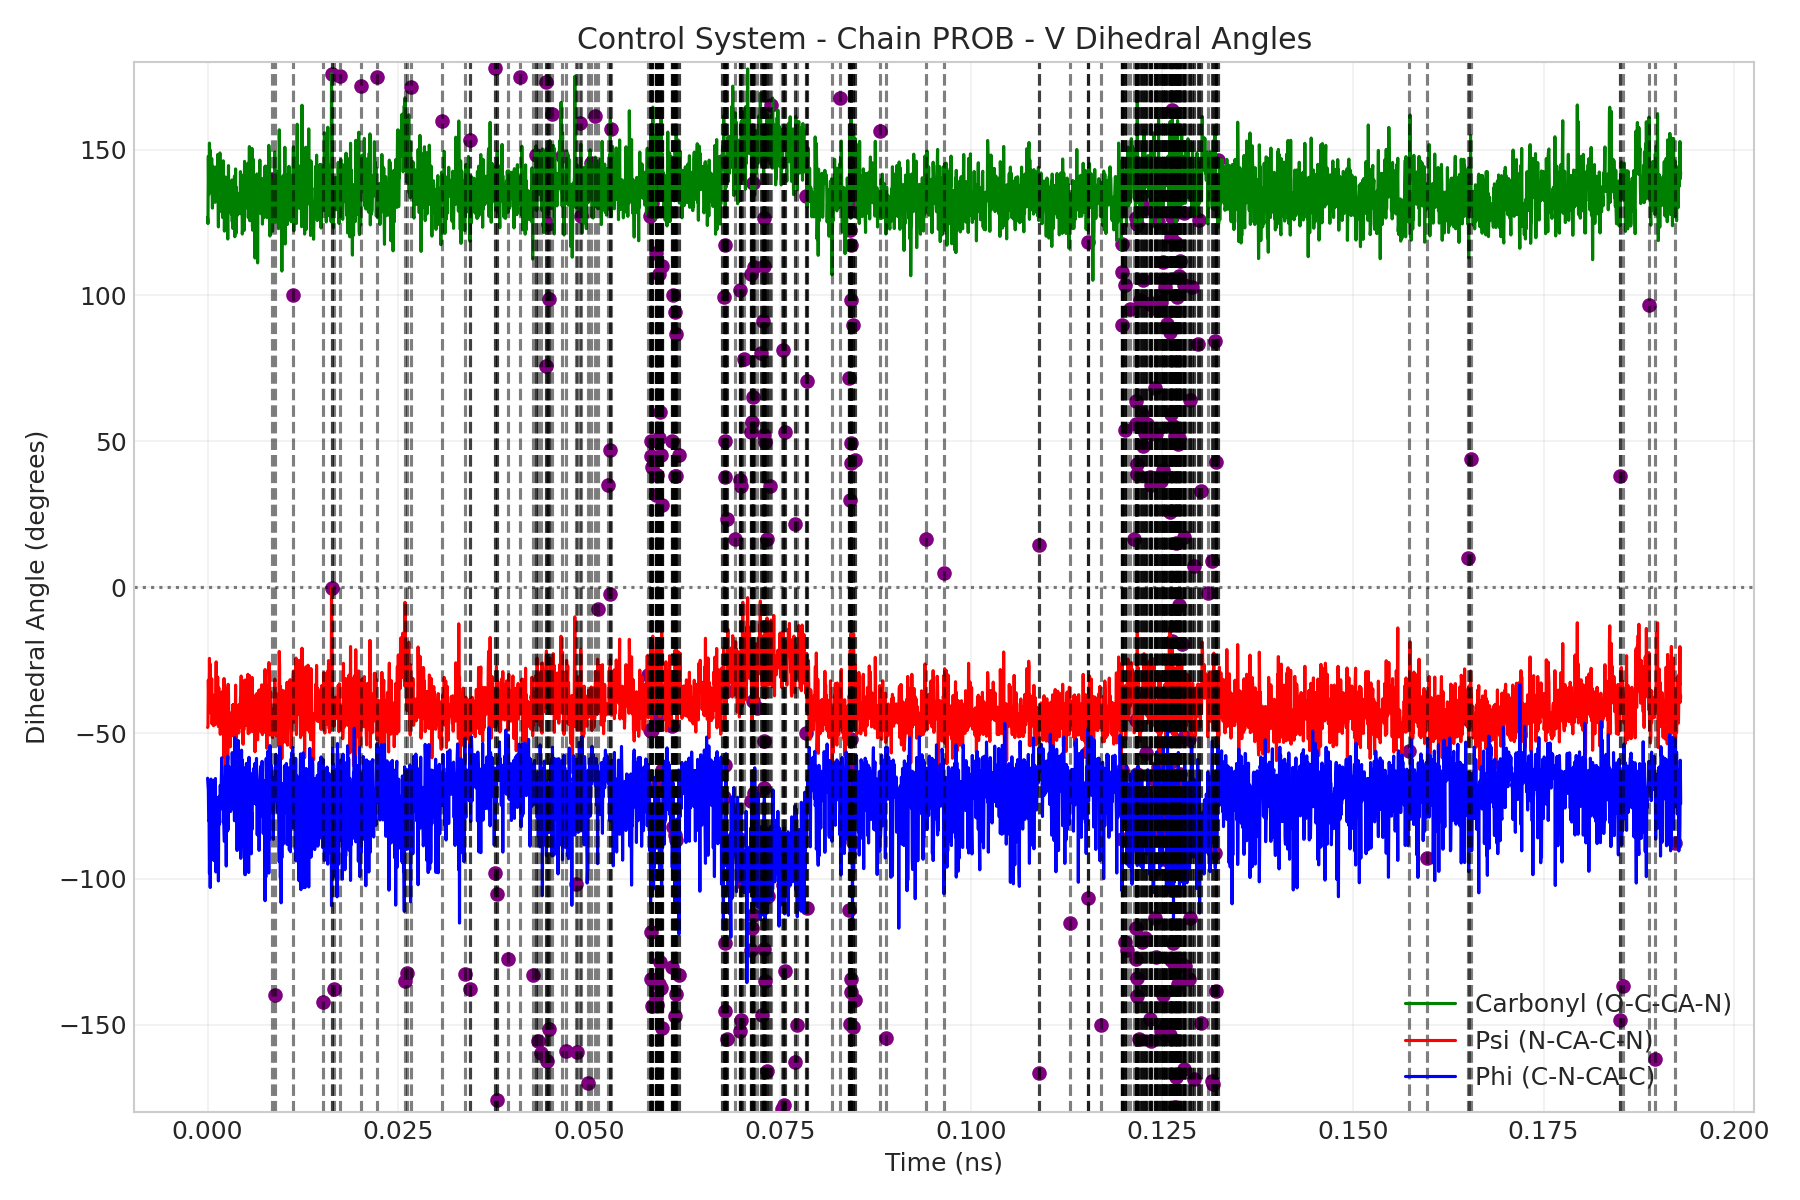 Control System - Chain PROB - V Dihedral Angles
Dihedral Angle (degrees)
150
100
50
0
−50
−100
−150
Carbonyl (O-C-CA-N)
Psi (N-CA-C-N)
Phi (C-N-CA-C)
0.000 0.025 0.050 0.075 0.100 0.125 0.150 0.175 0.200
Time (ns)